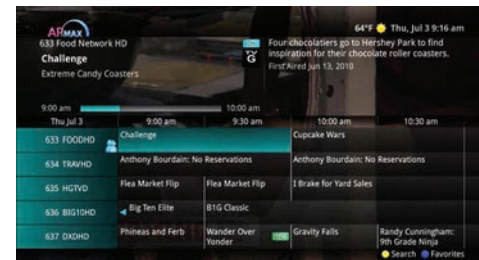 ARMAX
64°F Thu, Jul 3 9:16 am
633 Food Network HD
Challenge
Extreme Candy Coasters
TV G
Four chocolatiers go to Hershey Park to find
inspiration for their chocolate roller coasters.
First Aired Jun 13, 2010
9:00 am
10:00 am
Thu Jul 3
9:00 am
9:30 am
10:00 am
10:30 am
633 FOODHD
Challenge
Cupcake Wars
634 TRAVHD
Anthony Bourdain: No Reservations
Anthony Bourdain: No Reservations
635 HGTVD
Flea Market Flip
Flea Market Flip
I Brake for Yard Sales
636 BIG10HD
Big Ten Elite
B1G Classic
637 DXDHD
Phineas and Ferb
Wander Over
Yonder
Gravity Falls
Randy Cunningham:
9th Grade Ninja
Search
Favorites